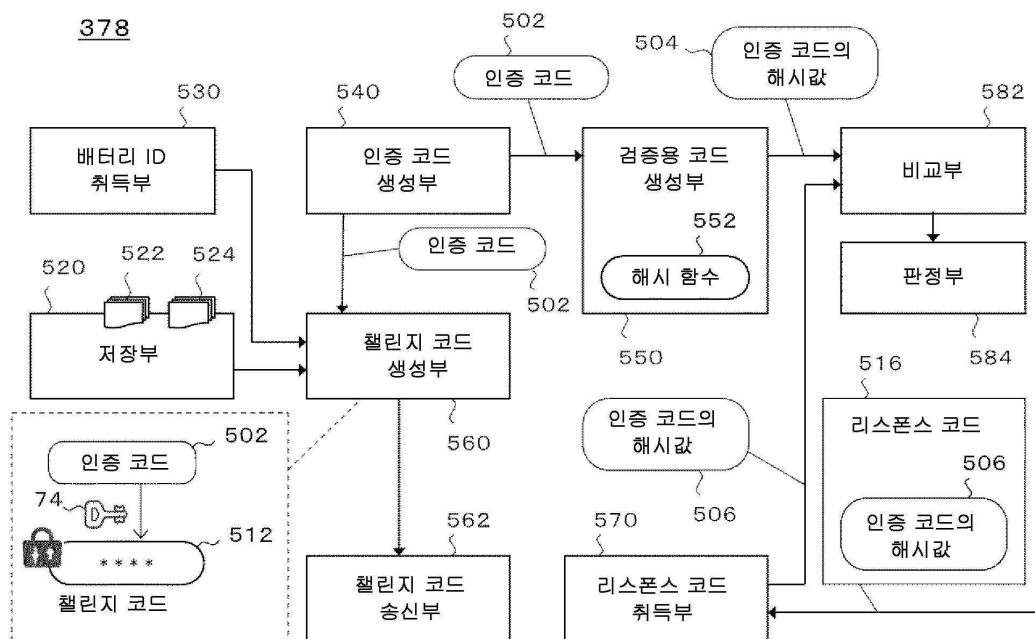 378
502
504
인증 코드의
해시값
인증 코드
530
540
582
배터리 ID
취득부
인증 코드
생성부
검증용 코드
생성부
비교부
552
해시 함수
인증 코드
502
520
522
524
판정부
저장부
챌린지 코드
생성부
550
584
516
560
인증 코드의
해시값
506
리스폰스 코드
506
인증 코드의
해시값
502
인증 코드
74
D
512
****
챌린지 코드
562
챌린지 코드
송신부
570
리스폰스 코드
취득부